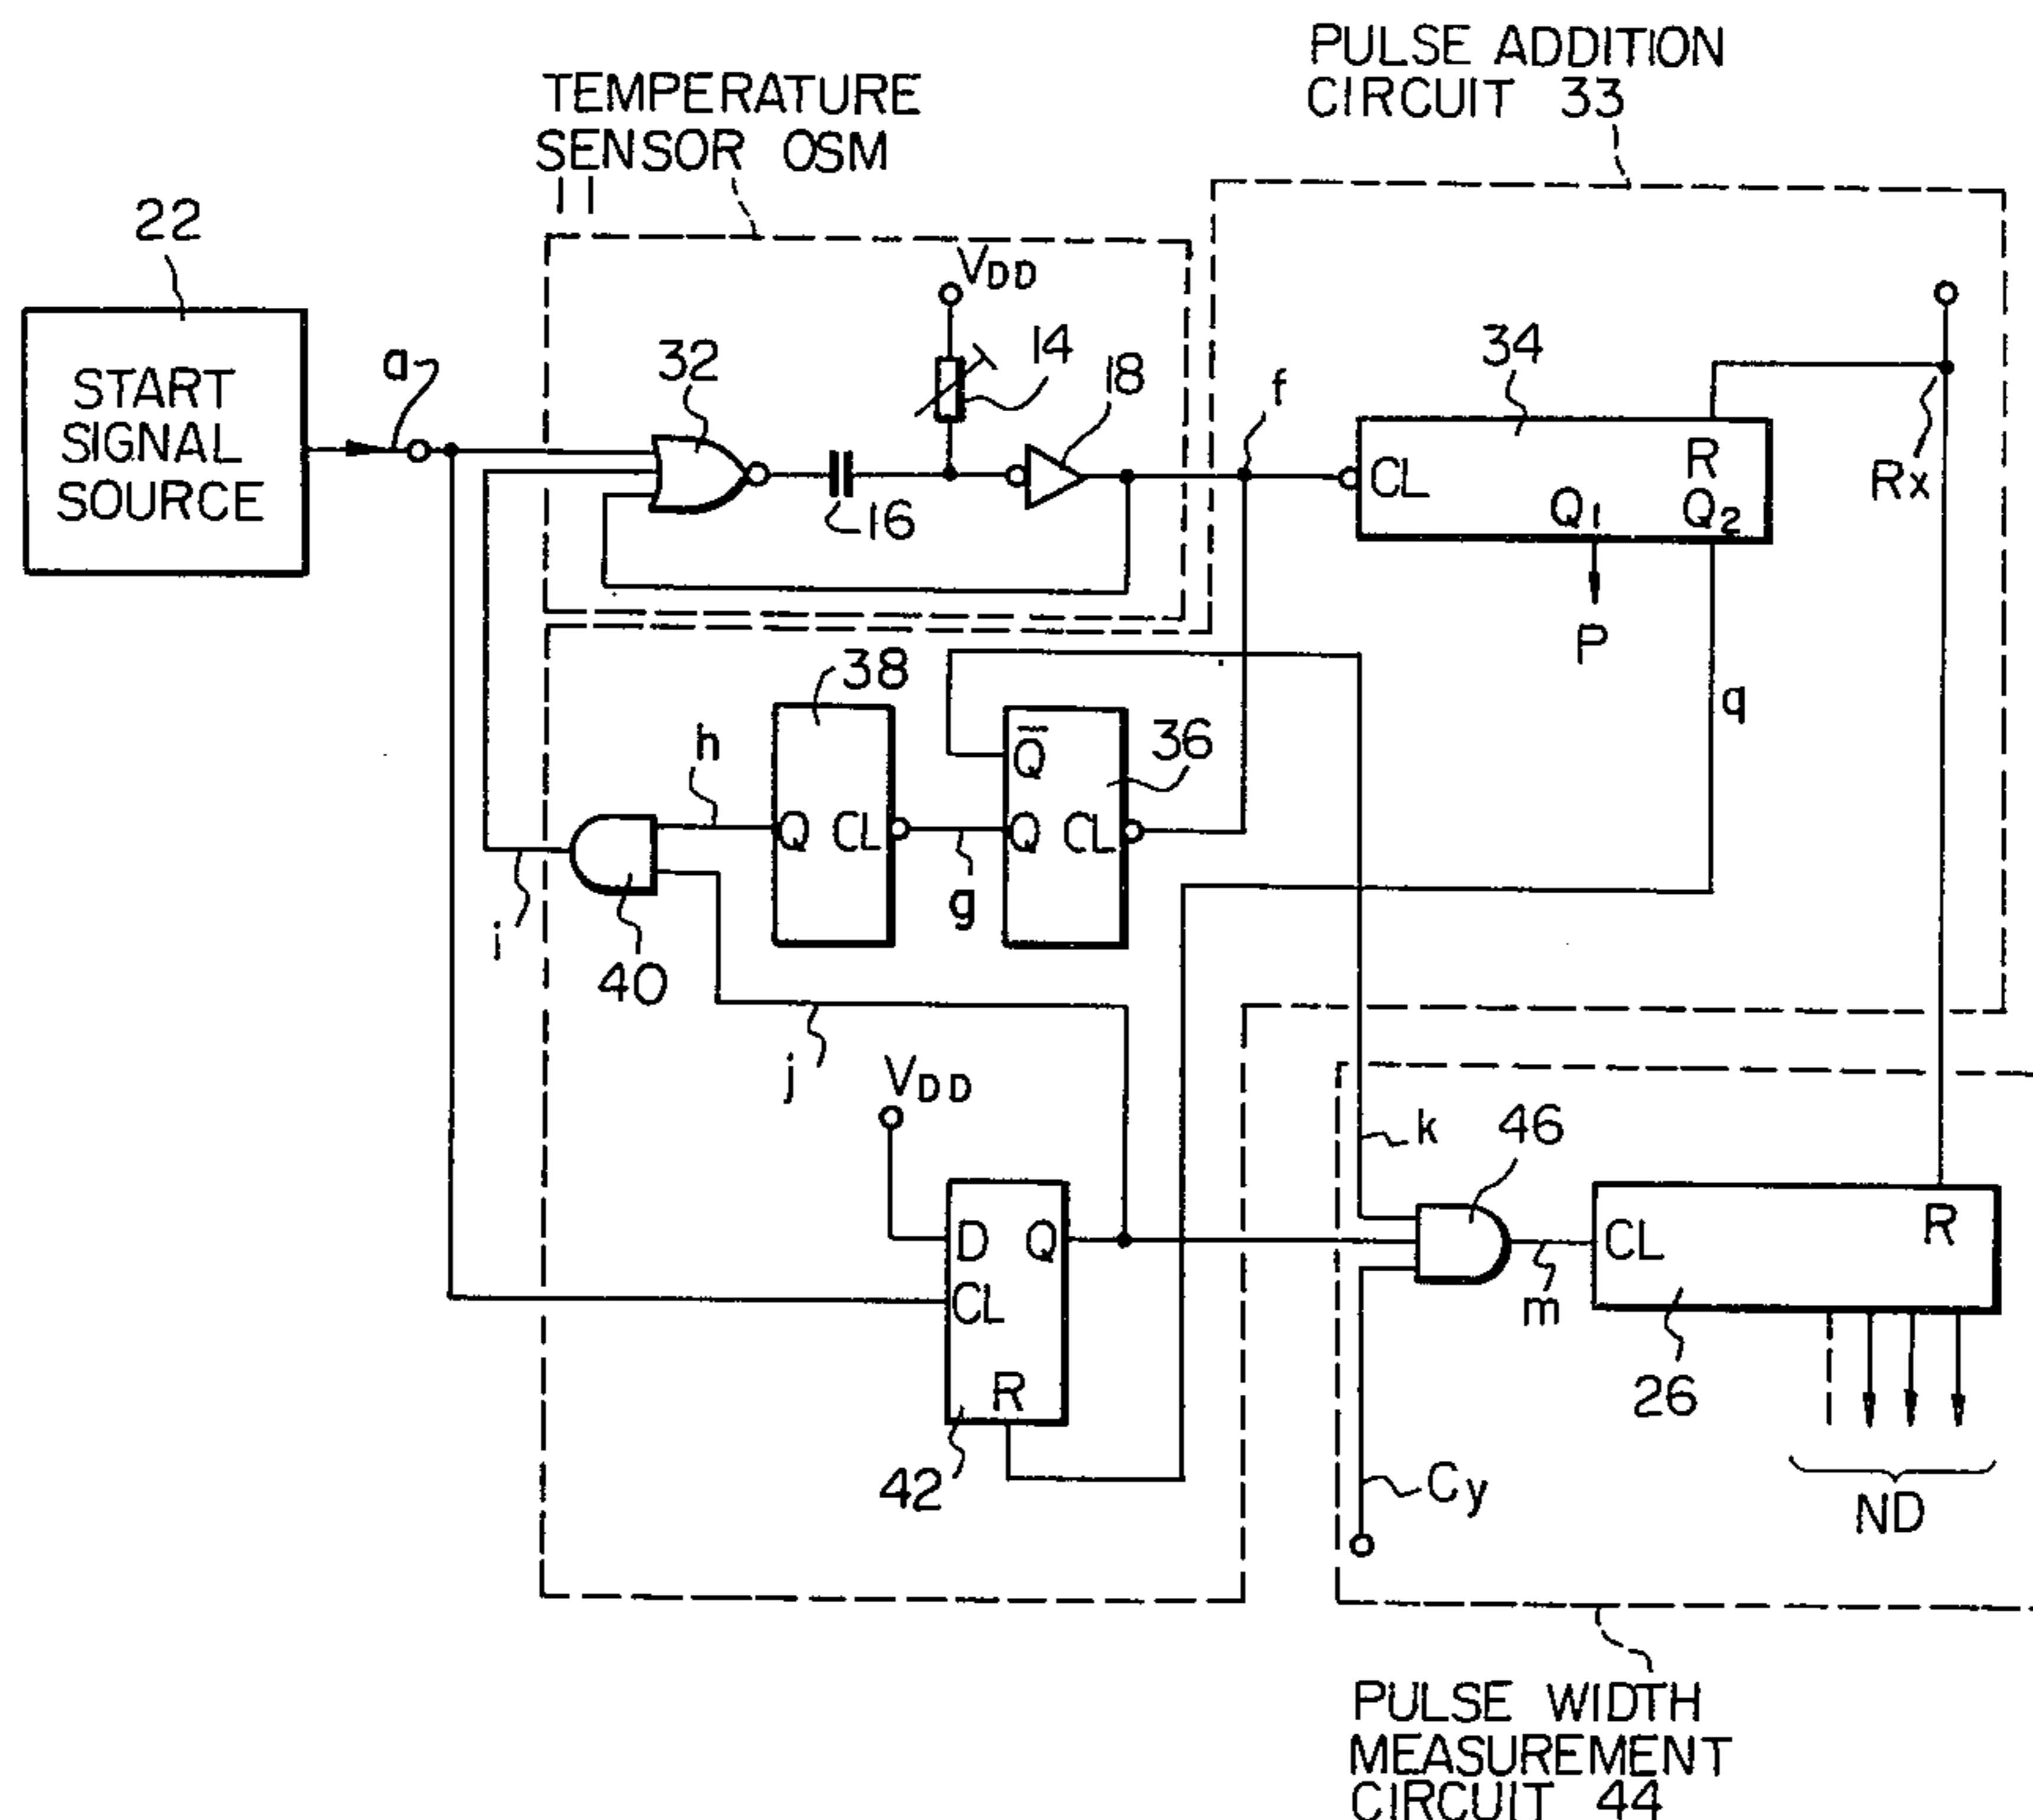 PULSE ADDITION
CIRCUIT 33
TEMPERATURE
SENSOR OSM
11
22
START
SIGNAL
SOURCE
a
32
VDD
14
18
16
f
34
CL
R
Q1
Q2
Rx
P
q
38
h
Q
CL
g
Q̅
Q
CL
36
i
40
j
VDD
k
46
D
Q
CL
R
42
m
CL
R
26
Cy
ND
PULSE WIDTH
MEASUREMENT
CIRCUIT 44